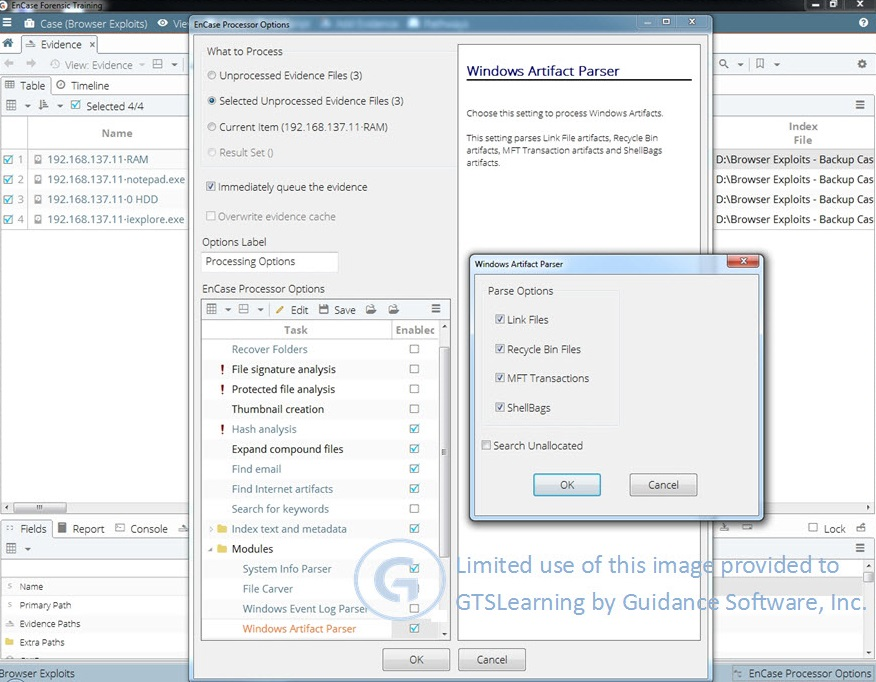 EnCase Forensic Training
Case (Browser Exploits)
EnCase Processor Options
Evidence
View: Evidence
Table
Timeline
Selected 4/4
Name
Index
File
1 192.168.137.11-RAM
D:\Browser Exploits - Backup Cas
2 192.168.137.11-notepad.exe
D:\Browser Exploits - Backup Cas
3 192.168.137.11-0 HDD
D:\Browser Exploits - Backup Cas
4 192.168.137.11-iexplore.exe
D:\Browser Exploits - Backup Cas
What to Process
Unprocessed Evidence Files (3)
Selected Unprocessed Evidence Files (3)
Current Item (192.168.137.11-RAM)
Result Set ()
Immediately queue the evidence
Overwrite evidence cache
Options Label
Processing Options
EnCase Processor Options
Edit
Save
Task
Enabled
Recover Folders
! File signature analysis
! Protected file analysis
Thumbnail creation
! Hash analysis
Expand compound files
Find email
Find Internet artifacts
Search for keywords
Index text and metadata
Modules
System Info Parser
File Carver
Windows Event Log Parser
Windows Artifact Parser
OK
Cancel
Windows Artifact Parser
Choose this setting to process Windows Artifacts.
This setting parses Link File artifacts, Recycle Bin
artifacts, MFT Transaction artifacts and ShellBags
artifacts.
Windows Artifact Parser
Parse Options
Link Files
Recycle Bin Files
MFT Transactions
ShellBags
Search Unallocated
OK
Cancel
Fields
Report
Console
Lock
Name
Primary Path
Evidence Paths
Extra Paths
Browser Exploits
EnCase Processor Options
G
Limited use of this image provided to
GTSLearning by Guidance Software, Inc.